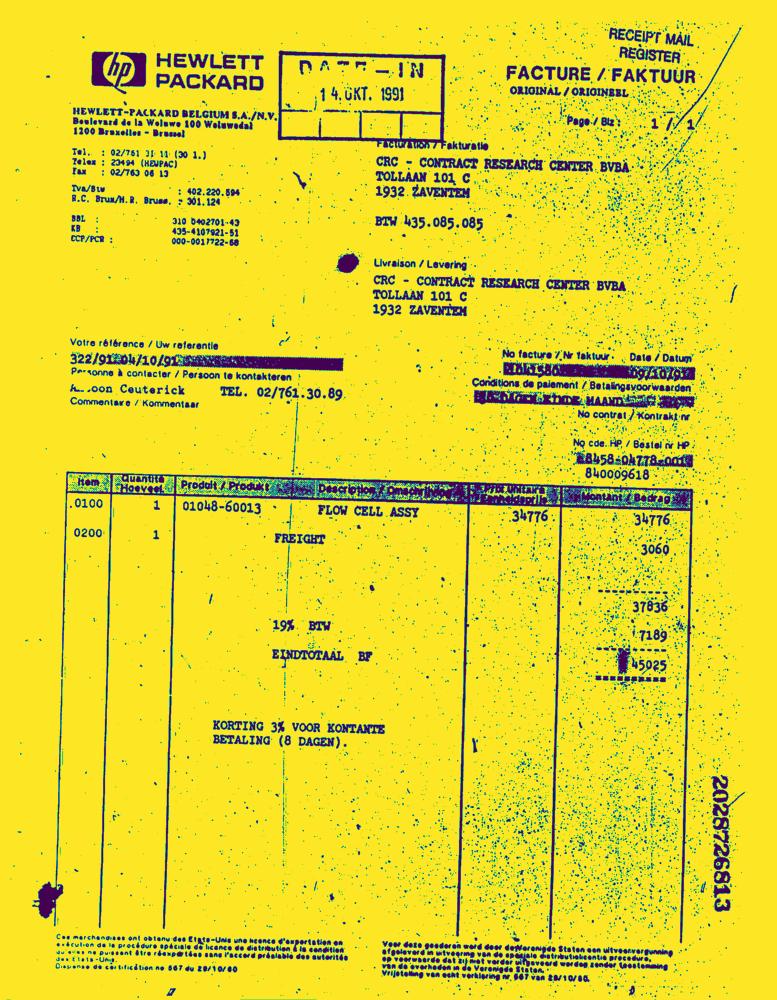 RECEIPT MAIL
REGISTER
hp HEWLETT
PACKARD
DATE - IN
14. OKT. 1991
FACTURE / FAKTUUR
ORIGINAL / ORIGINEEL
Page / Blz : 1 / 1
HEWLETT-PACKARD BELGIUM S.A./N.V.
Boulevard de la Woluwe 100 Woluwedal
1200 Bruxelles - Brussel
Tel. : 02/761 31 11 (30 l.)
Telex : 23494 (HEWPAC)
Fax : 02/763 06 13
Tva/Btw : 402.220.594
R.C. Brux/H.R. Bruss. : 301.124
BBL 310 0402701-43
KB : 435-4107921-51
CCP/PCR : 000-0017722-68
Facturation / Fakturatie
CRC - CONTRACT RESEARCH CENTER BVBA
TOLLAAN 101 C
1932 ZAVENTEM
BTW 435.085.085
Livraison / Levering
CRC - CONTRACT RESEARCH CENTER BVBA
TOLLAAN 101 C
1932 ZAVENTEM
Votre référence / Uw referentie
322/91 04/10/91
Personne à contacter / Persoon te kontakteren
Ceuterick TEL. 02/761.30.89
Commentaire / Kommentaar
No facture / Nr faktuur Date / Datum
09/10/91
Conditions de paiement / Betalingsvoorwaarden
DAGEN EINDE MAAND
No contrat / Kontrakt nr
No cde. HP / Bestel nr HP
8458-04778-001
840009618
Item Quantité Hoeveel. Produit / Produkt Description / Omschrijving Prix unitaire Eenheidsprijs Montant / Bedrag
0100 1 01048-60013 FLOW CELL ASSY 34776 34776
0200 1 FREIGHT 3060
37836
19% BTW 7189
EINDTOTAAL BF 45025
KORTING 3% VOOR KONTANTE
BETALING (8 DAGEN).
2028726813
Ces marchandises ont obtenu des Etats-Unis une licence d'exportation en
exécution de la procédure spéciale de licence de distribution à la condition
qu'elles ne puissent être réexportées sans l'accord préalable des autorités
des Etats-Unis.
Dispense de certification no 567 du 28/10/80
Voor deze goederen werd door de Verenigde Staten een uitvoervergunning
afgeleverd in uitvoering van de speciale distributielicentie procedure,
op voorwaarde dat zij niet verder uitgevoerd worden zonder toestemming
van de overheden in de Verenigde Staten.
Vrijstelling van echt verklaring nr. 567 van 28/10/80.